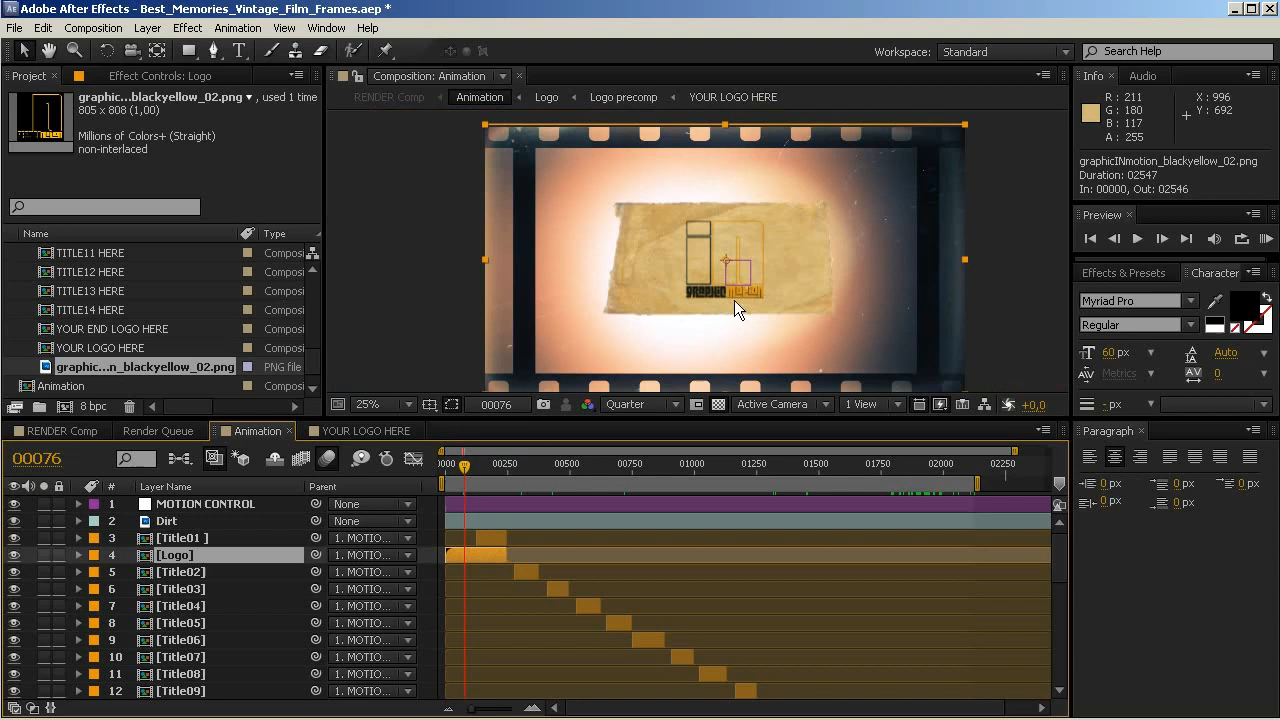 Adobe After Effects - Best_Memories_Vintage_Film_Frames.aep *
File Edit Composition Layer Effect Animation View Window Help
Workspace: Standard Search Help
Project Effect Controls: Logo
graphic...blackyellow_02.png , used 1 time
805 x 808 (1,00)
Millions of Colors+ (Straight)
non-interlaced
Name Type
TITLE11 HERE Composi
TITLE12 HERE Composi
TITLE13 HERE Composi
TITLE14 HERE Composi
YOUR END LOGO HERE Composi
YOUR LOGO HERE Composi
graphic...n_blackyellow_02.png PNG file
Animation Composi
8 bpc
Composition: Animation
RENDER Comp Animation Logo Logo precomp YOUR LOGO HERE
25% 00076 Quarter Active Camera 1 View +0,0
Info Audio
R : 211 X : 996
G : 180 Y : 692
B : 117
A : 255
graphicINmotion_blackyellow_02.png
Duration: 02547
In: 00000, Out: 02546
Preview
Effects & Presets Character
Myriad Pro
Regular
60 px Auto
Metrics 0
- px
RENDER Comp Render Queue Animation YOUR LOGO HERE
00076
0000 00250 00500 00750 01000 01250 01500 01750 02000 02250
# Layer Name Parent
1 MOTION CONTROL None
2 Dirt None
3 [Title01 ] 1. MOTIO...
4 [Logo] 1. MOTIO...
5 [Title02] 1. MOTIO...
6 [Title03] 1. MOTIO...
7 [Title04] 1. MOTIO...
8 [Title05] 1. MOTIO...
9 [Title06] 1. MOTIO...
10 [Title07] 1. MOTIO...
11 [Title08] 1. MOTIO...
12 [Title09] 1. MOTIO...
Paragraph
0 px 0 px 0 px
0 px 0 px